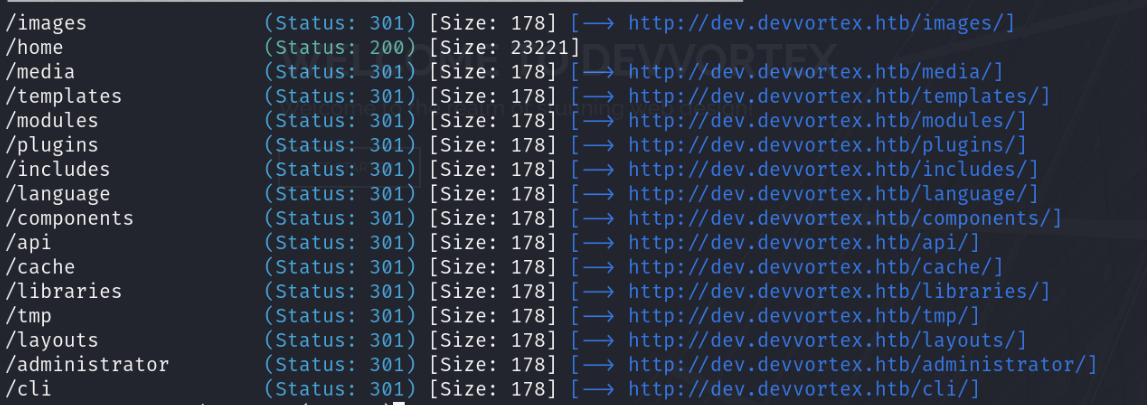 /images (Status: 301) [Size: 178] [--> http://dev.devvortex.htb/images/]
/home (Status: 200) [Size: 23221]
WELCOME TO DEVVORTEX
/media (Status: 301) [Size: 178] [--> http://dev.devvortex.htb/media/]
/templates (Status: 301) [Size: 178] [--> http://dev.devvortex.htb/templates/]
/modules (Status: 301) [Size: 178] [--> http://dev.devvortex.htb/modules/]
/plugins (Status: 301) [Size: 178] [--> http://dev.devvortex.htb/plugins/]
/includes (Status: 301) [Size: 178] [--> http://dev.devvortex.htb/includes/]
/language (Status: 301) [Size: 178] [--> http://dev.devvortex.htb/language/]
/components (Status: 301) [Size: 178] [--> http://dev.devvortex.htb/components/]
/api (Status: 301) [Size: 178] [--> http://dev.devvortex.htb/api/]
/cache (Status: 301) [Size: 178] [--> http://dev.devvortex.htb/cache/]
/libraries (Status: 301) [Size: 178] [--> http://dev.devvortex.htb/libraries/]
/tmp (Status: 301) [Size: 178] [--> http://dev.devvortex.htb/tmp/]
/layouts (Status: 301) [Size: 178] [--> http://dev.devvortex.htb/layouts/]
/administrator (Status: 301) [Size: 178] [--> http://dev.devvortex.htb/administrator/]
/cli (Status: 301) [Size: 178] [--> http://dev.devvortex.htb/cli/]